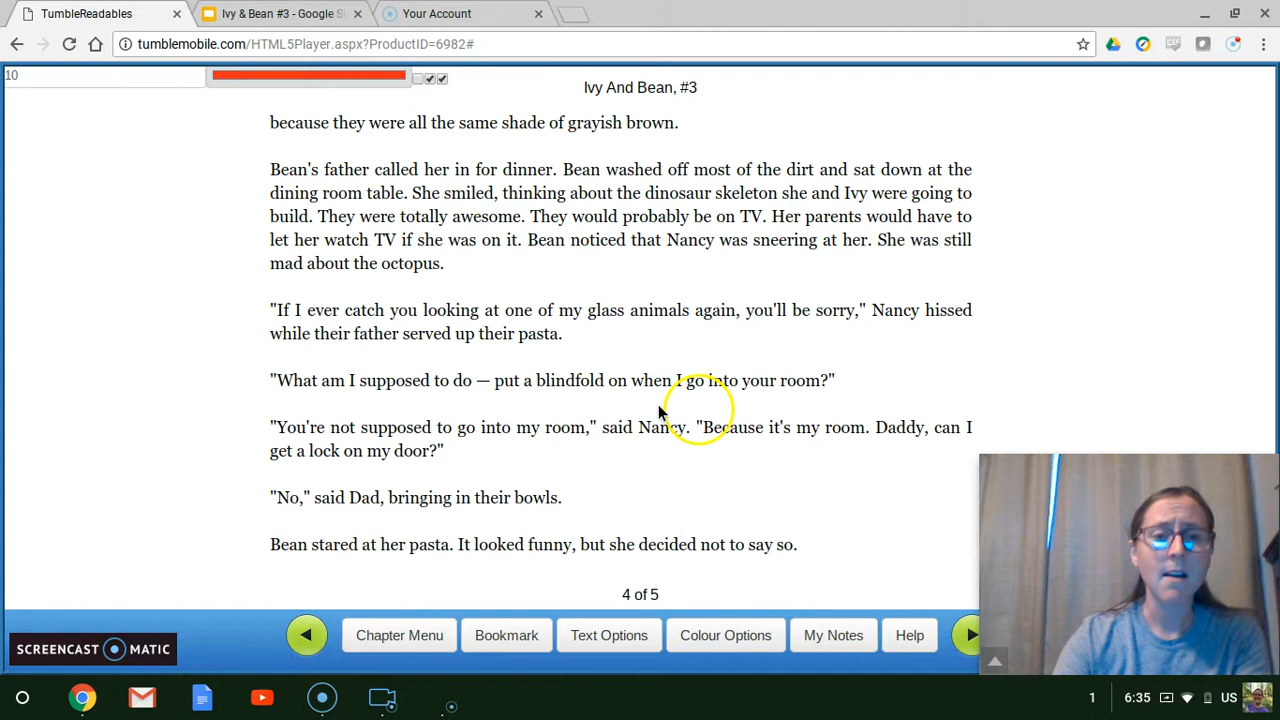 TumbleReadables
Ivy & Bean #3 - Google S
Your Account
tumblemobile.com/HTML5Player.aspx?ProductID=6982#
10
Ivy And Bean, #3
because they were all the same shade of grayish brown.
Bean's father called her in for dinner. Bean washed off most of the dirt and sat down at the
dining room table. She smiled, thinking about the dinosaur skeleton she and Ivy were going to
build. They were totally awesome. They would probably be on TV. Her parents would have to
let her watch TV if she was on it. Bean noticed that Nancy was sneering at her. She was still
mad about the octopus.
"If I ever catch you looking at one of my glass animals again, you'll be sorry," Nancy hissed
while their father served up their pasta.
"What am I supposed to do — put a blindfold on when I go into your room?"
"You're not supposed to go into my room," said Nancy. "Because it's my room. Daddy, can I
get a lock on my door?"
"No," said Dad, bringing in their bowls.
Bean stared at her pasta. It looked funny, but she decided not to say so.
4 of 5
Chapter Menu
Bookmark
Text Options
Colour Options
My Notes
Help
SCREENCAST MATIC
1
6:35
US